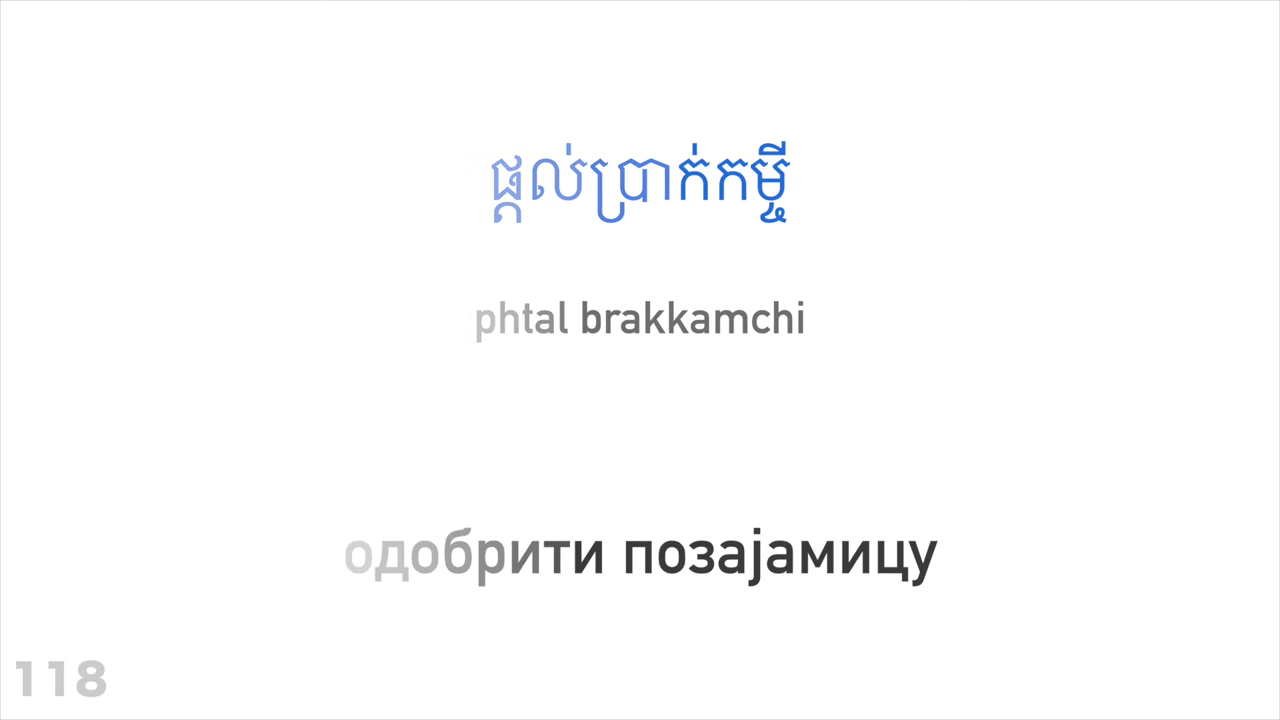 ផ្តល់ប្រាក់កម្ចី
phtal brakkamchi
одобрити позајамицу
118